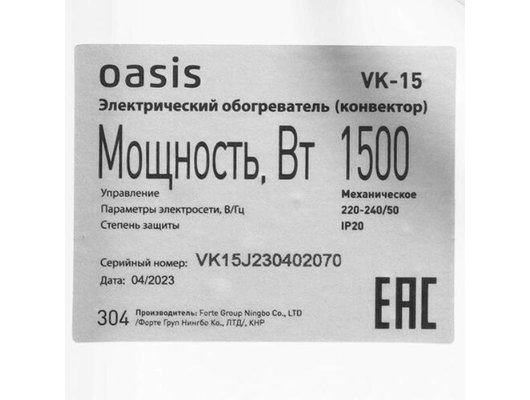 oasis VK-15
Электрический обогреватель (конвектор)
Мощность, Вт 1500
Управление Механическое
Параметры электросети, В/Гц 220-240/50
Степень защиты IP20
Серийный номер: VK15J230402070
Дата: 04/2023
304 Производитель: Forte Group Ningbo Co., LTD
/Форте Груп Нингбо Ко., ЛТД/, КНР
EAC